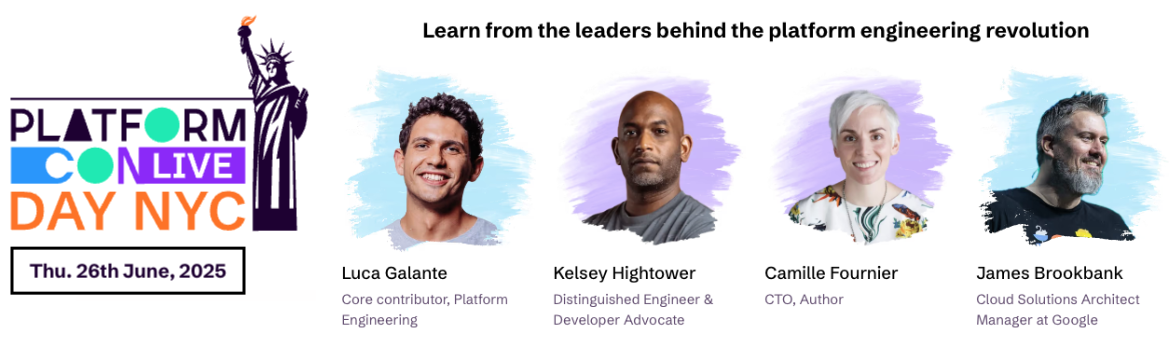 PLATFORM
CON LIVE
DAY NYC
Thu. 26th June, 2025
Learn from the leaders behind the platform engineering revolution
Luca Galante
Core contributor, Platform
Engineering
Kelsey Hightower
Distinguished Engineer &
Developer Advocate
Camille Fournier
CTO, Author
James Brookbank
Cloud Solutions Architect
Manager at Google